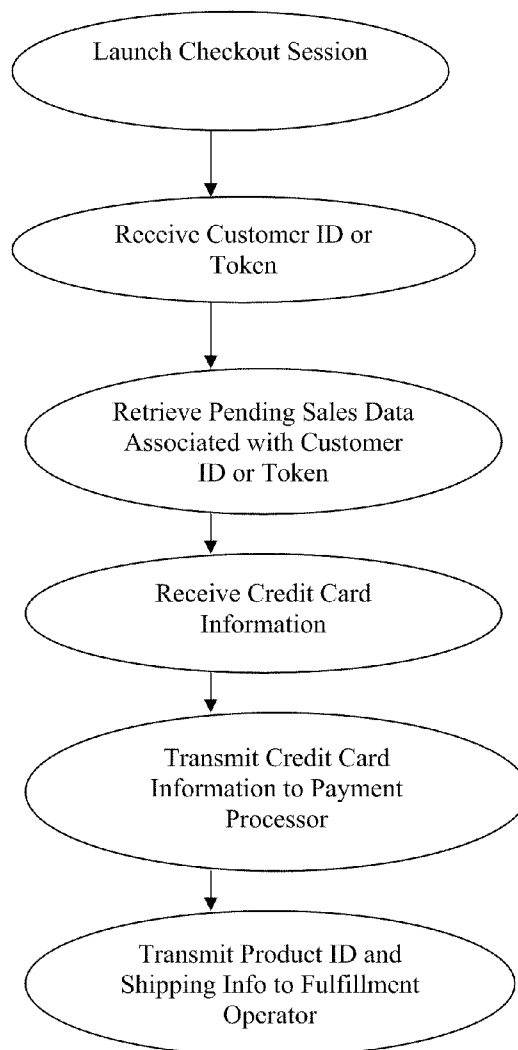 Launch Checkout Session
Receive Customer ID or
Token
Retrieve Pending Sales Data
Associated with Customer
ID or Token
Receive Credit Card
Information
Transmit Credit Card
Information to Payment
Processor
Transmit Product ID and
Shipping Info to Fulfillment
Operator